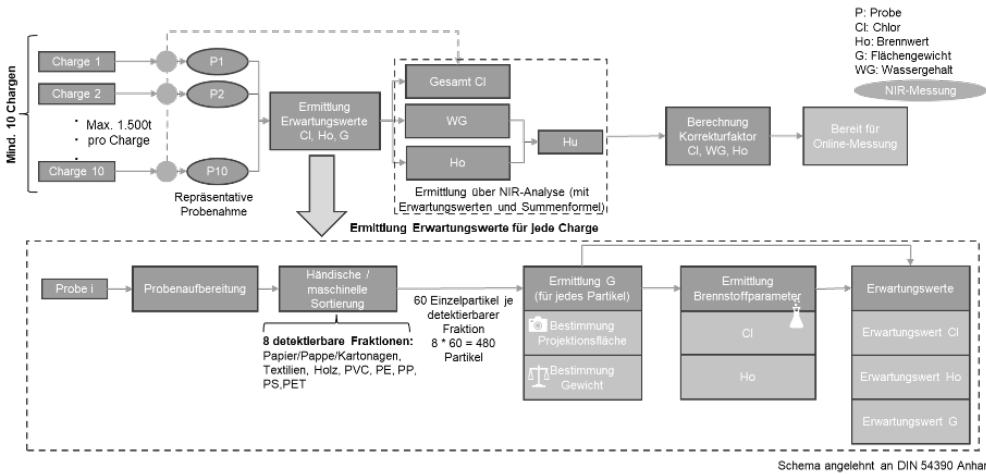 P: Probe
Cl: Chlor
Ho: Brennwert
G: Flächengewicht
WG: Wassergehalt
NIR-Messung
Mind. 10 Chargen
Charge 1
Charge 2
· Max. 1.500t
· pro Charge
·
Charge 10
P1
P2
P10
Repräsentative
Probenahme
Ermittlung
Erwartungswerte
Cl, Ho, G
Gesamt Cl
WG
Ho
Hu
Ermittlung über NIR-Analyse (mit
Erwartungswerten und Summenformel)
Berechnung
Korrekturfaktor
Cl, WG, Ho
Bereit für
Online-Messung
Ermittlung Erwartungswerte für jede Charge
Probe i
Probenaufbereitung
Händische /
maschinelle
Sortierung
8 detektierbare Fraktionen:
Papier/Pappe/Kartonagen,
Textilien, Holz, PVC, PE, PP,
PS,PET
60 Einzelpartikel je
detektierbarer
Fraktion
8 * 60 = 480
Partikel
Ermittlung G
(für jedes Partikel)
Bestimmung
Projektionsfläche
Bestimmung
Gewicht
Ermittlung
Brennstoffparameter
Cl
Ho
Erwartungswerte
Erwartungswert Cl
Erwartungswert Ho
Erwartungswert G
Schema angelehnt an DIN 54390 Anhan